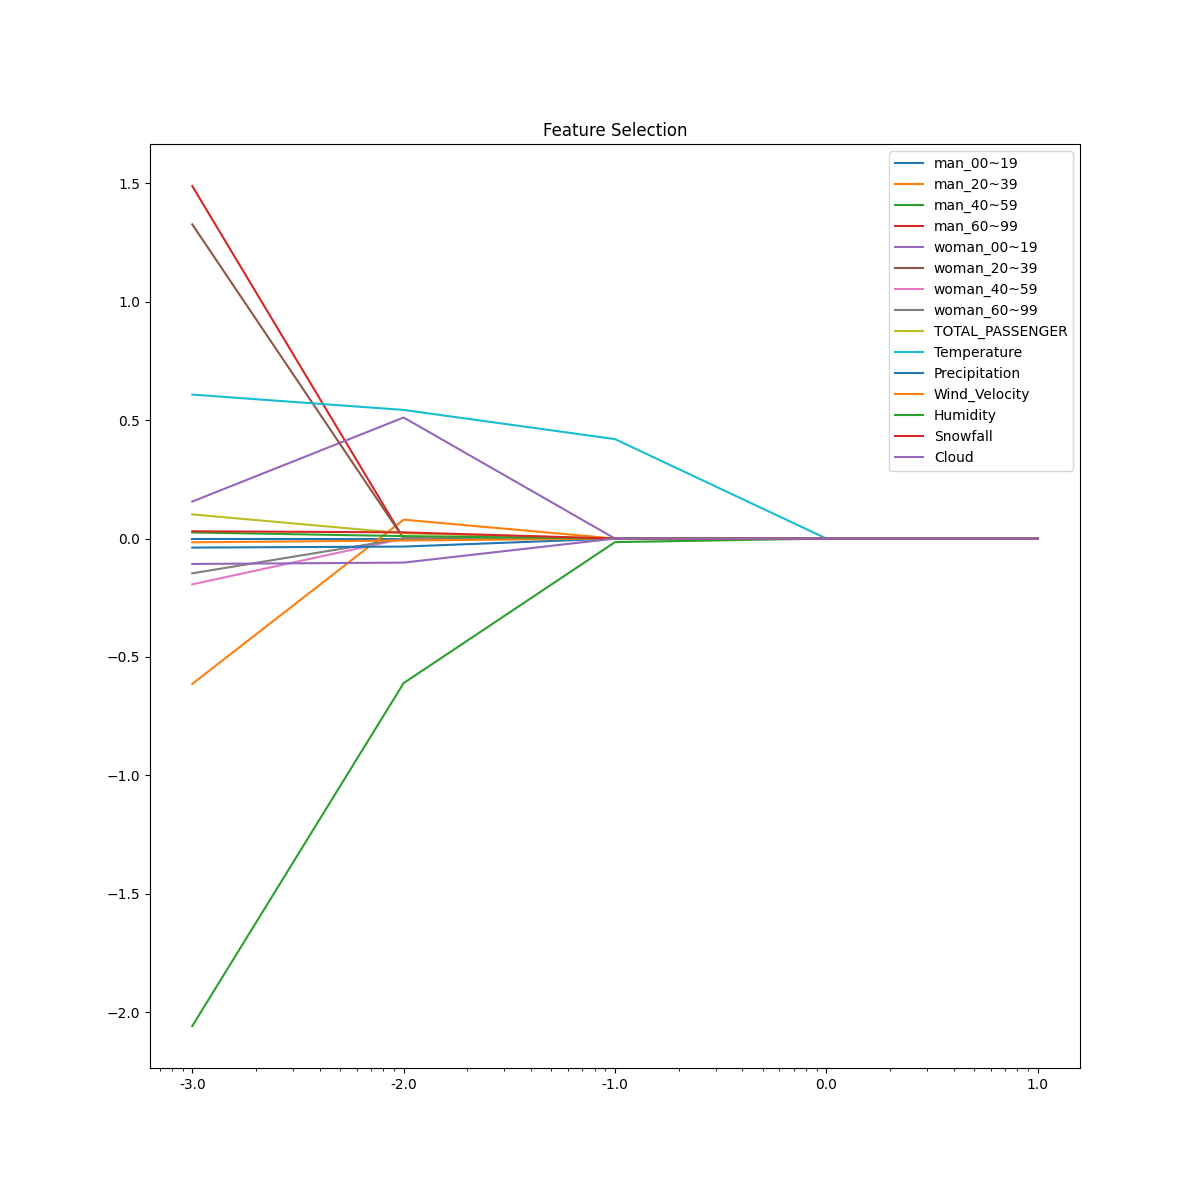 Feature Selection
1.5
1.0
0.5
0.0
−0.5
−1.0
−1.5
−2.0
-3.0
-2.0
-1.0
0.0
1.0
man_00~19
man_20~39
man_40~59
man_60~99
woman_00~19
woman_20~39
woman_40~59
woman_60~99
TOTAL_PASSENGER
Temperature
Precipitation
Wind_Velocity
Humidity
Snowfall
Cloud